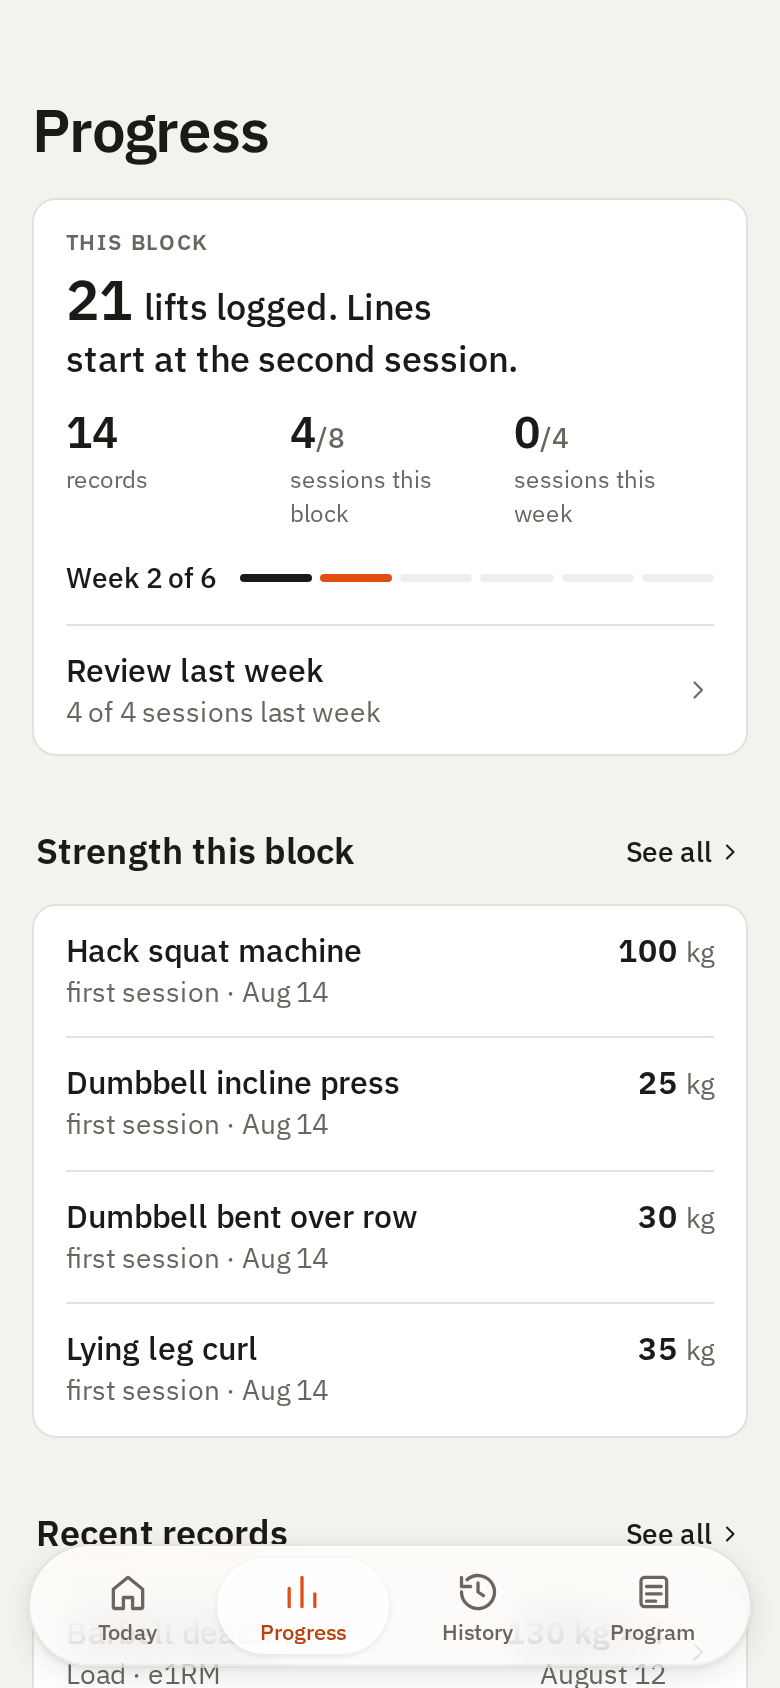 Progress
THIS BLOCK
21 lifts logged. Lines
start at the second session.
14
records
4/8
sessions this
block
0/4
sessions this
week
Week 2 of 6
Review last week
4 of 4 sessions last week
Strength this block
See all
Hack squat machine
100 kg
first session · Aug 14
Dumbbell incline press
25 kg
first session · Aug 14
Dumbbell bent over row
30 kg
first session · Aug 14
Lying leg curl
35 kg
first session · Aug 14
Recent records
See all
Barbell
130 kg
Today
Progress
History
Program
Load · e1RM
August 12